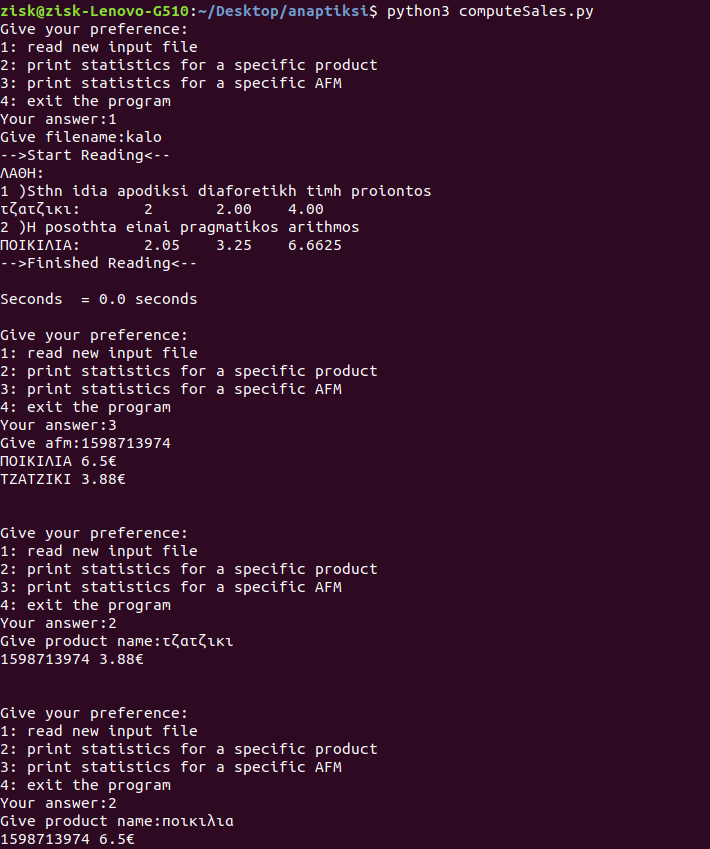 zisk@zisk-Lenovo-G510:~/Desktop/anaptiksi$ python3 computeSales.py
Give your preference:
1: read new input file
2: print statistics for a specific product
3: print statistics for a specific AFM
4: exit the program
Your answer:1
Give filename:kalo
-->Start Reading<--
ΛΑΘΗ:
1 )Sthn idia apodiksi diaforetikh timh proiontos
τζατζικι: 2 2.00 4.00
2 )H posothta einai pragmatikos arithmos
ΠΟΙΚΙΛΙΑ: 2.05 3.25 6.6625
-->Finished Reading<--
Seconds  = 0.0 seconds
Give your preference:
1: read new input file
2: print statistics for a specific product
3: print statistics for a specific AFM
4: exit the program
Your answer:3
Give afm:1598713974
ΠΟΙΚΙΛΙΑ 6.5€
TZATZIKI 3.88€
Give your preference:
1: read new input file
2: print statistics for a specific product
3: print statistics for a specific AFM
4: exit the program
Your answer:2
Give product name:τζατζικι
1598713974 3.88€
Give your preference:
1: read new input file
2: print statistics for a specific product
3: print statistics for a specific AFM
4: exit the program
Your answer:2
Give product name:ποικιλια
1598713974 6.5€